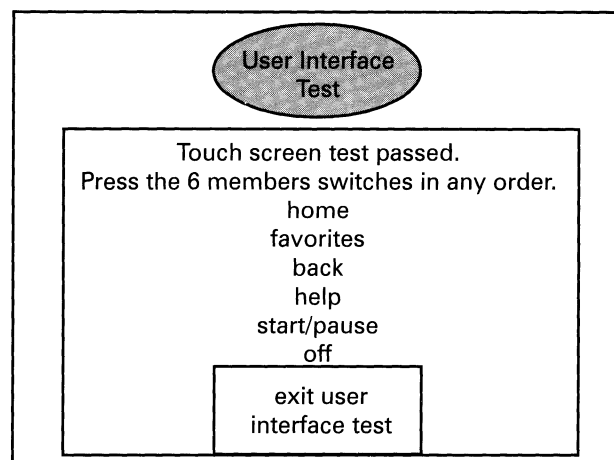 User Interface
Test
Touch screen test passed.
Press the 6 members switches in any order.
home
favorites
back
help
start/pause
off
exit user
interface test